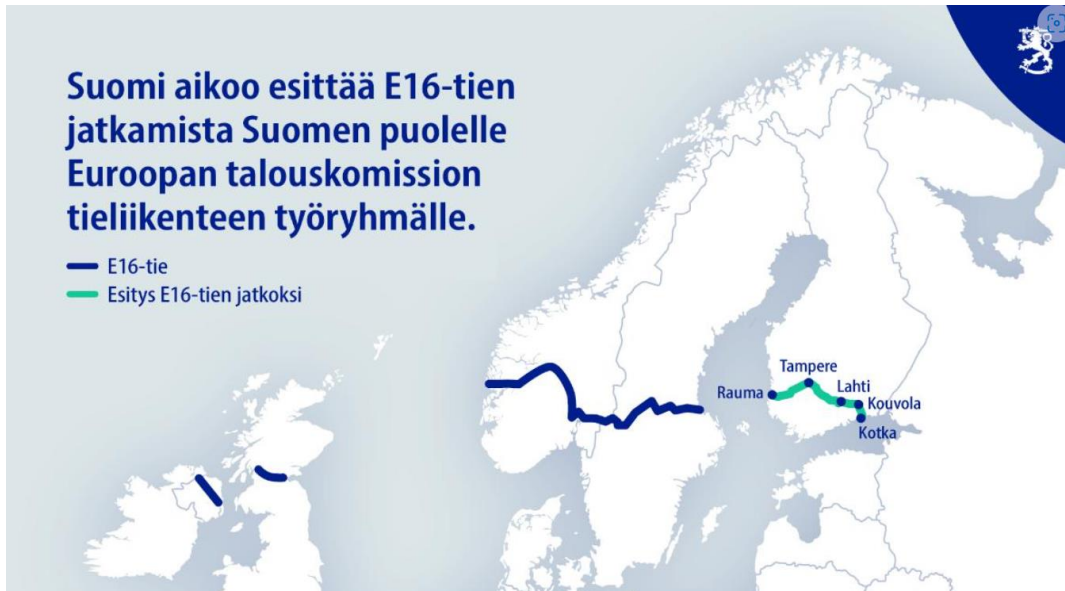 Suomi aikoo esittää E16-tien
jatkamista Suomen puolelle
Euroopan talouskomission
tieliikenteen työryhmälle.
E16-tie
Esitys E16-tien jatkoksi
Tampere
Rauma
Lahti
Kouvola
Kotka